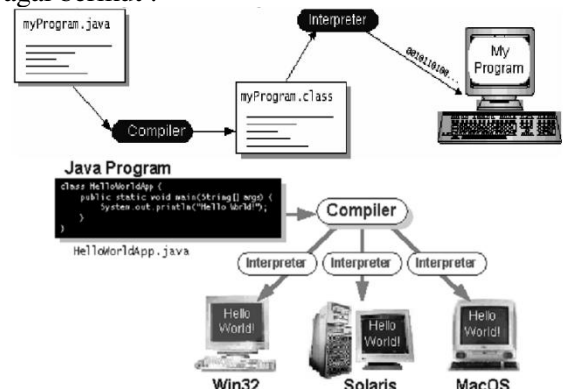 agai berikut :
myProgram.java
Interpreter
0010110100...
My
Program
myProgram.class
Compiler
Java Program
class HelloWorldApp {
public static void main(String[] args) {
System.out.println("Hello World!");
}
}
HelloWorldApp.java
Compiler
Interpreter Interpreter Interpreter
Hello World! Hello World! Hello World!
Win32 Solaris MacOS